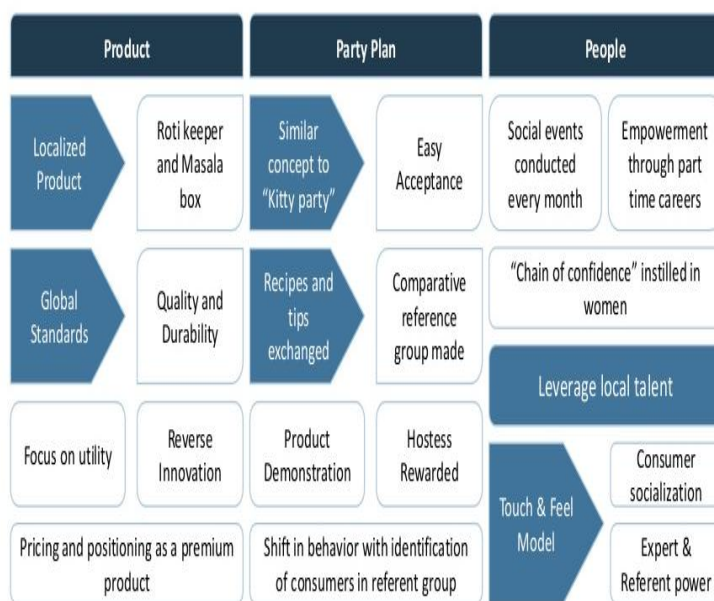 Product
Party Plan
People
Localized
Product
Roti keeper
and Masala
box
Similar
concept to
“Kitty party”
Easy
Acceptance
Social events
conducted
every month
Empowerment
through part
time careers
Global
Standards
Quality and
Durability
Recipes and
tips
exchanged
Comparative
reference
group made
“Chain of confidence” instilled in
women
Leverage local talent
Focus on utility
Reverse
Innovation
Product
Demonstration
Hostess
Rewarded
Touch & Feel
Model
Consumer
socialization
Expert &
Referent power
Pricing and positioning as a premium
product
Shift in behavior with identification
of consumers in referent group